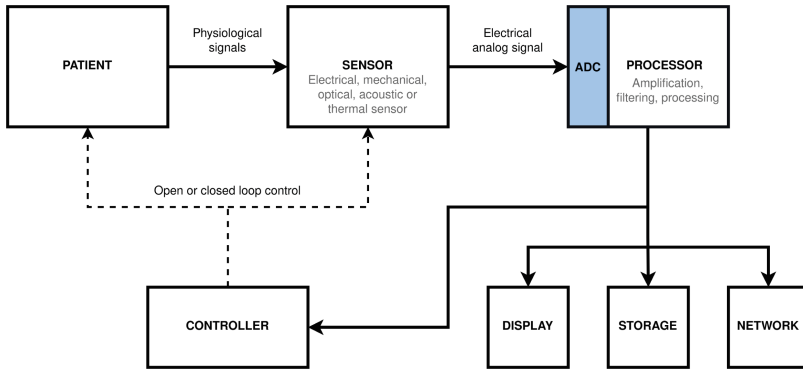 Physiological
signals
Electrical
analog signal
PATIENT
SENSOR
Electrical, mechanical,
optical, acoustic or
thermal sensor
ADC
PROCESSOR
Amplification,
filtering, processing
Open or closed loop control
CONTROLLER
DISPLAY
STORAGE
NETWORK